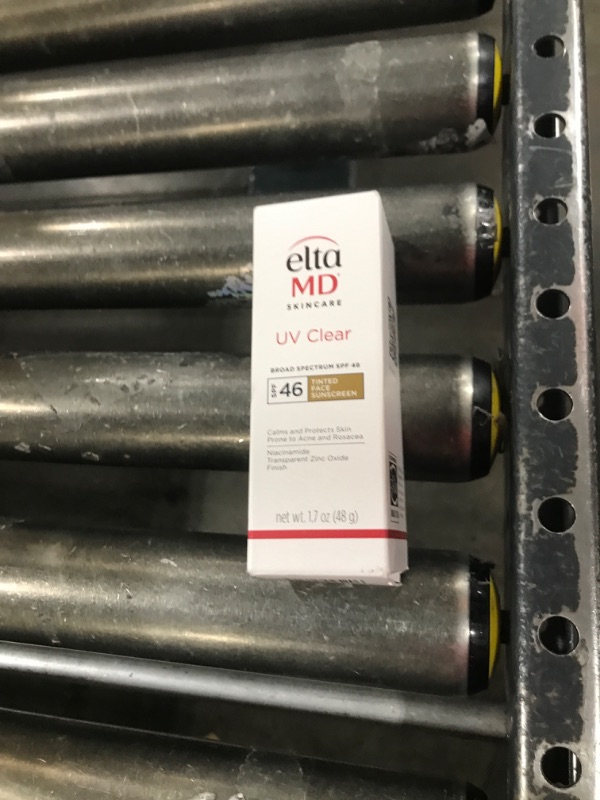 elta
MD
SKINCARE
UV Clear
BROAD SPECTRUM SPF 46
SPF 46
TINTED
FACE
SUNSCREEN
Calms and Protects Skin
Prone to Acne and Rosacea
Niacinamide
Transparent Zinc Oxide
Finish
net wt. 1.7 oz (48 g)